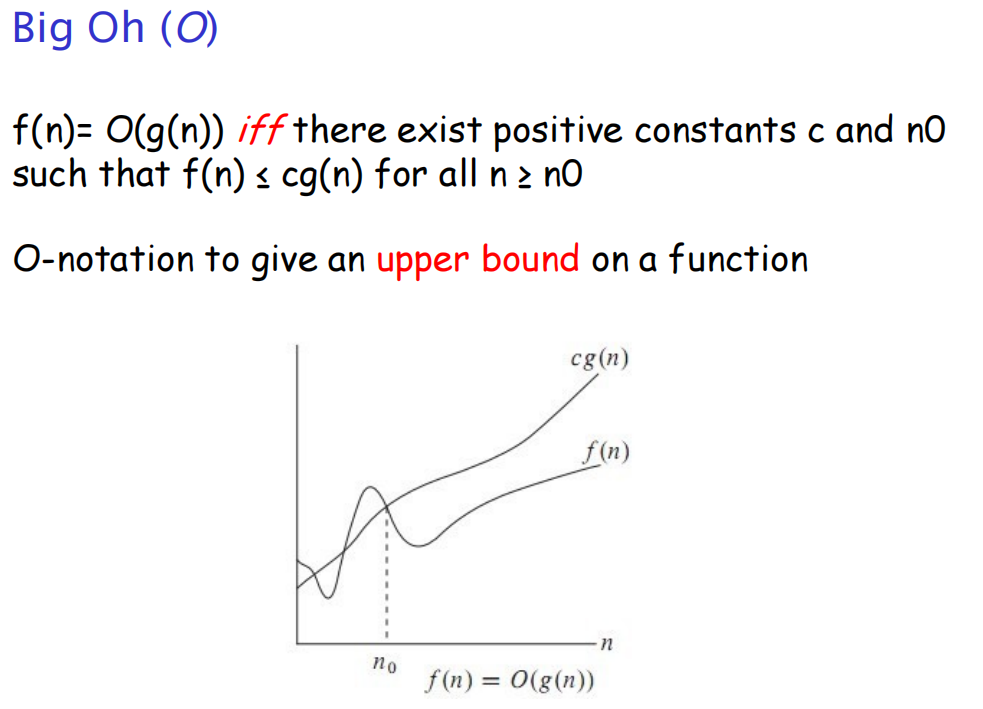 Big Oh (O)
f(n)= O(g(n)) iff there exist positive constants c and n0
such that f(n) ≤ cg(n) for all n ≥ n0
O-notation to give an upper bound on a function
cg(n)
f(n)
n
n0
f(n) = O(g(n))